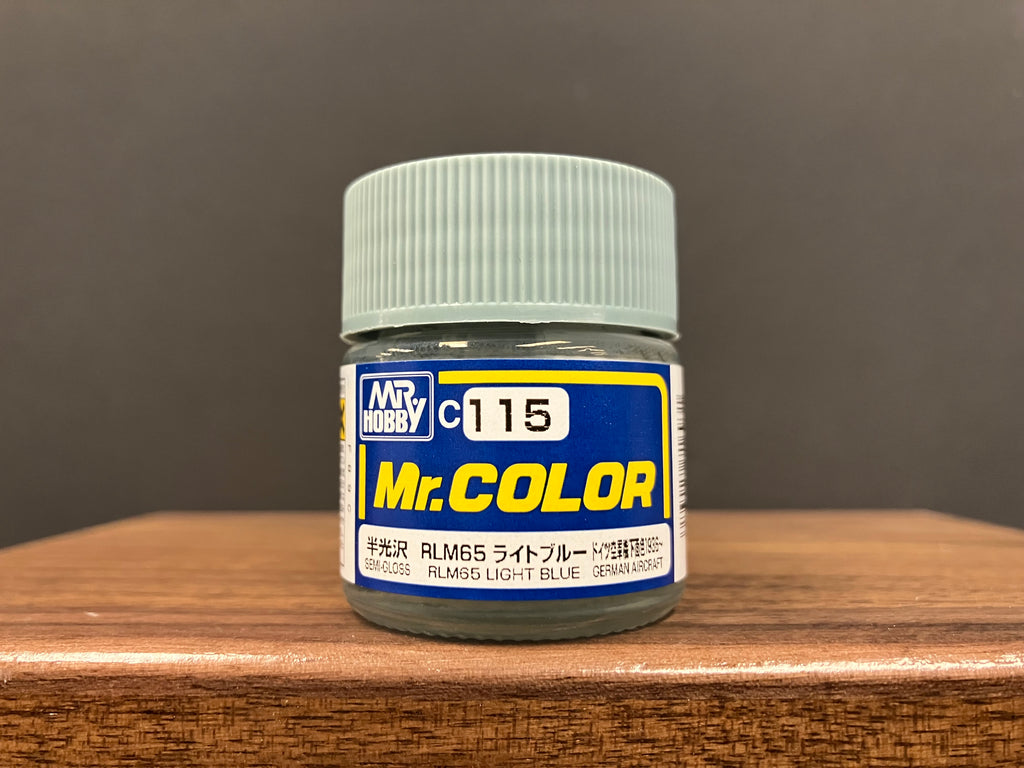 MR.
HOBBY
C115
Mr.COLOR
半光沢 RLM65 ライトブルー
SEMI-GLOSS RLM65 LIGHT BLUE GERMAN AIRCRAFT